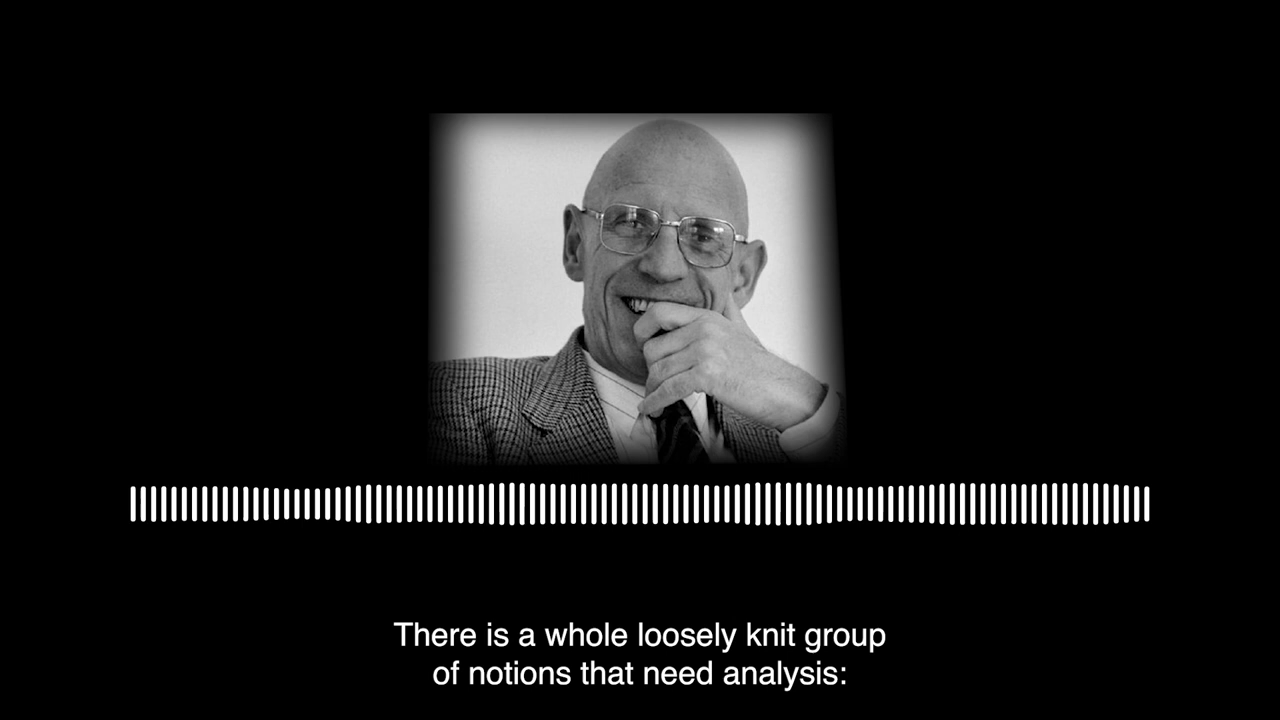 There is a whole loosely knit group
of notions that need analysis: